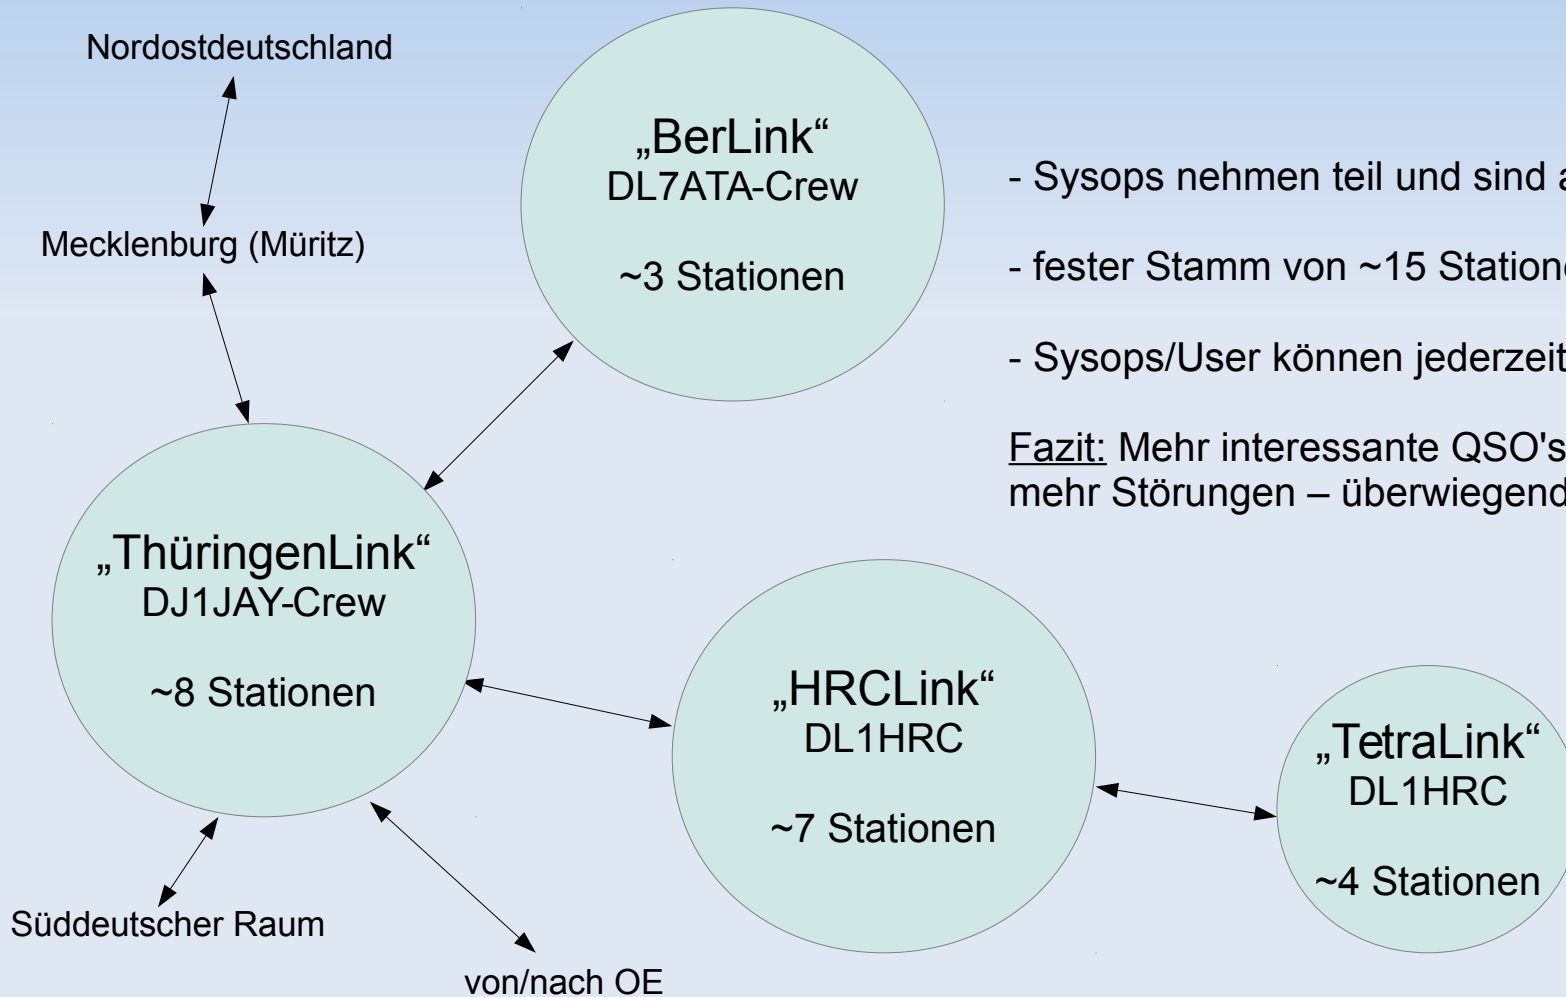 Nordostdeutschland
Mecklenburg (Müritz)
„BerLink“
DL7ATA-Crew
~3 Stationen
- Sysops nehmen teil und sind
- fester Stamm von ~15
- Sysops/User können jederzeit
Fazit: Mehr interessante QSO's
mehr Störungen – überwiegend
„ThüringenLink“
DJ1JAY-Crew
~8 Stationen
„HRCLink“
DL1HRC
~7 Stationen
„TetraLink“
DL1HRC
~4 Stationen
Süddeutscher Raum
von/nach OE